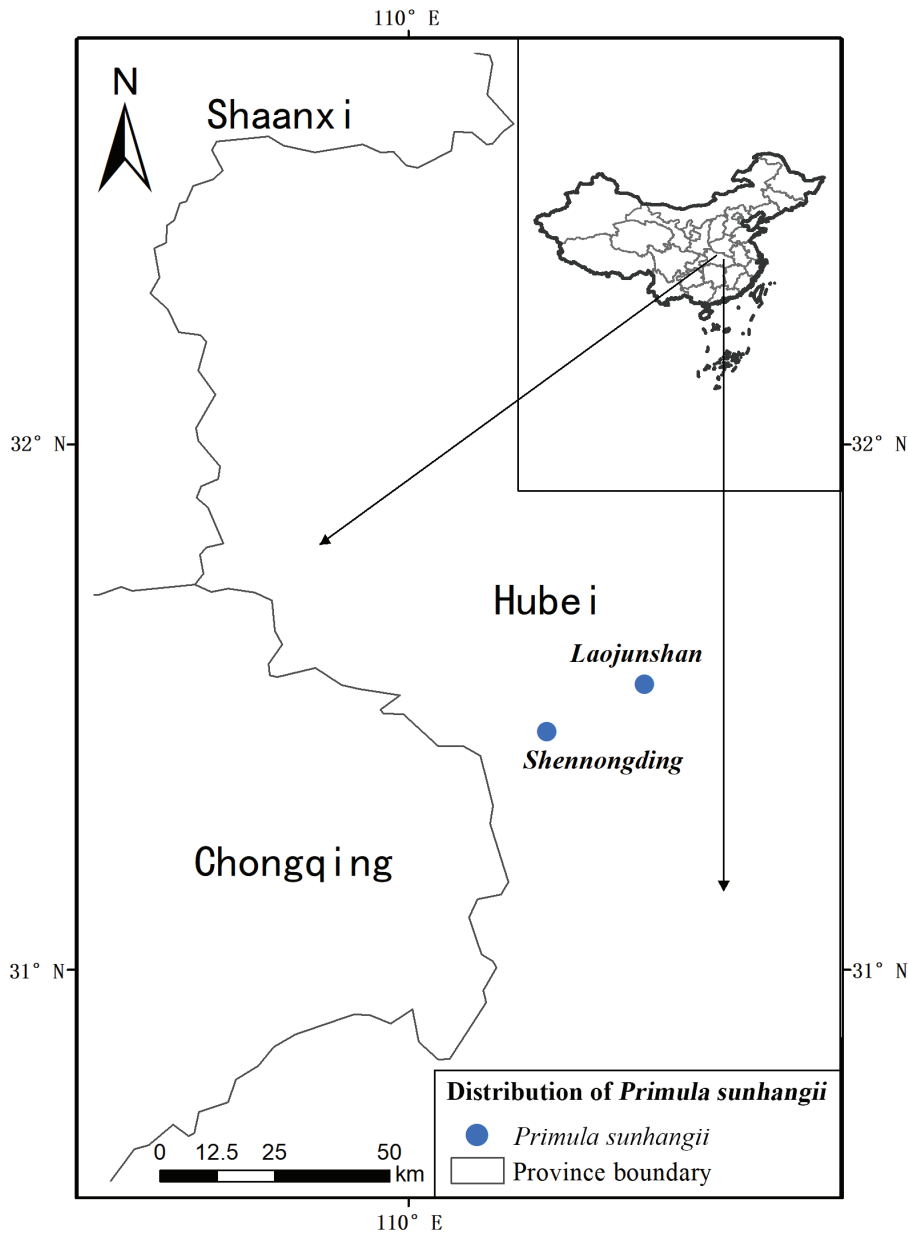 110° E
N
Shaanxi
32° N
32° N
Hubei
Laojunshan
Shennongding
Chongqing
31° N
31° N
Distribution of Primula sunhangii
Primula sunhangii
Province boundary
0 12.5 25 50
km
110° E